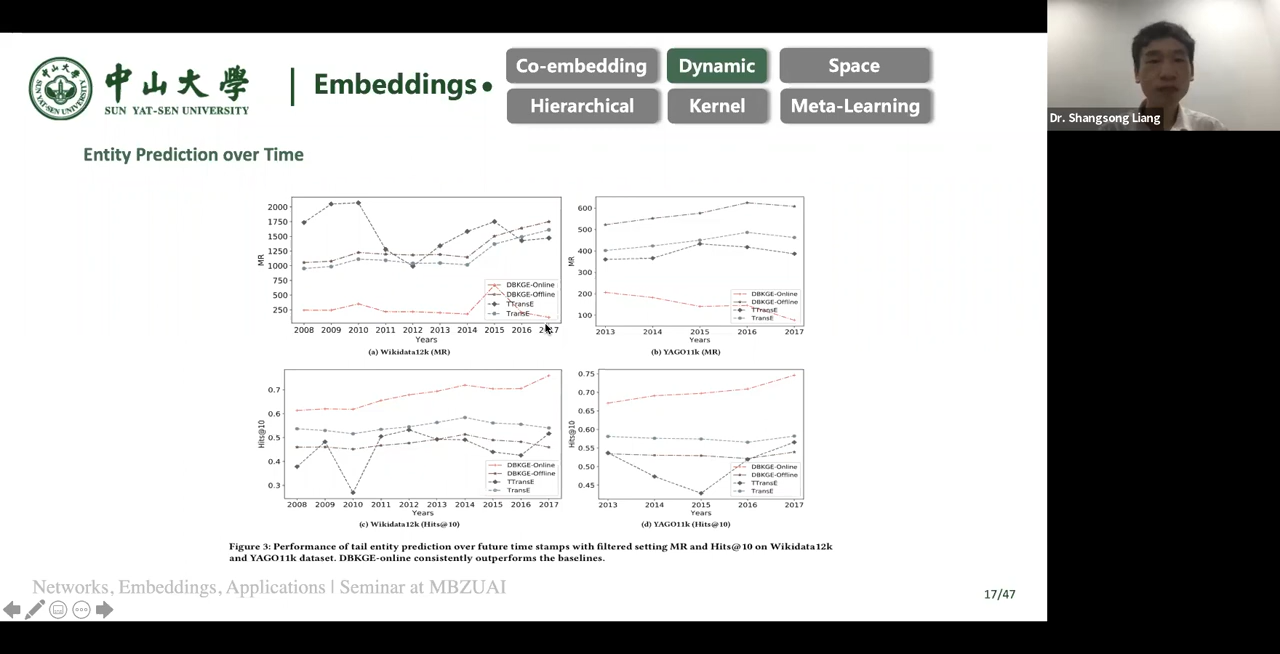 中山大學
SUN YAT-SEN UNIVERSITY
SUN YAT-SEN UNIVERSITY
Embeddings
Co-embedding
Dynamic
Space
Hierarchical
Kernel
Meta-Learning
Dr. Shangsong Liang
Entity Prediction over Time
2000
1750
1500
1250
1000
750
500
250
MR
DBKGE-Online
DBKGE-Offline
TTransE
TransE
2008 2009 2010 2011 2012 2013 2014 2015 2016 2017
Years
(a) Wikidata12k (MR)
600
500
400
300
200
100
MR
DBKGE-Online
DBKGE-Offline
TTransE
TransE
2013 2014 2015 2016 2017
Years
(b) YAGO11k (MR)
0.7
0.6
0.5
0.4
0.3
Hits@10
DBKGE-Online
DBKGE-Offline
TTransE
TransE
2008 2009 2010 2011 2012 2013 2014 2015 2016 2017
Years
(c) Wikidata12k (Hits@10)
0.75
0.70
0.65
0.60
0.55
0.50
0.45
Hits@10
DBKGE-Online
DBKGE-Offline
TTransE
TransE
2013 2014 2015 2016 2017
Years
(d) YAGO11k (Hits@10)
Figure 3: Performance of tail entity prediction over future time stamps with filtered setting MR and Hits@10 on Wikidata12k
and YAGO11k dataset. DBKGE-online consistently outperforms the baselines.
Networks, Embeddings, Applications | Seminar at MBZUAI
17/47